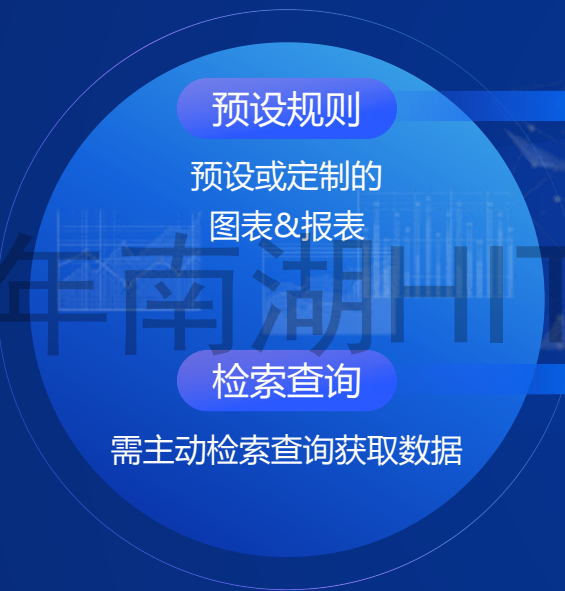 预设规则
预设或定制的
图表&报表
年南湖HIT
检索查询
需主动检索查询获取数据